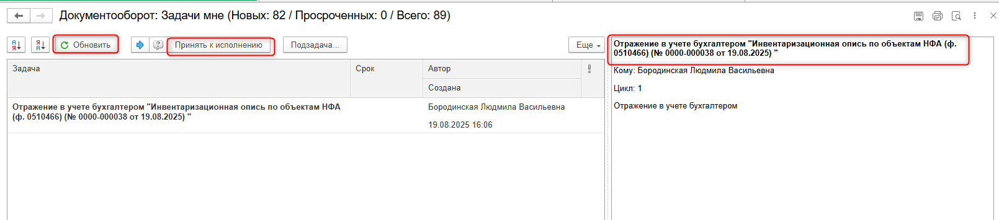 Документооборот: Задачи мне (Новых: 82 / Просроченных: 0 / Всего: 89)
А Я Я А Обновить ? Принять к исполнению Подзадача... Еще
Задача Срок Автор
Создана
Отражение в учете бухгалтером "Инвентаризационная опись по объектам НФА
(ф. 0510466) (№ 0000-000038 от 19.08.2025) "
Бородинская Людмила Васильевна
19.08.2025 16:06
Отражение в учете бухгалтером "Инвентаризационная опись по объектам НФА (ф.
0510466) (№ 0000-000038 от 19.08.2025) "
Кому: Бородинская Людмила Васильевна
Цикл: 1
Отражение в учете бухгалтером